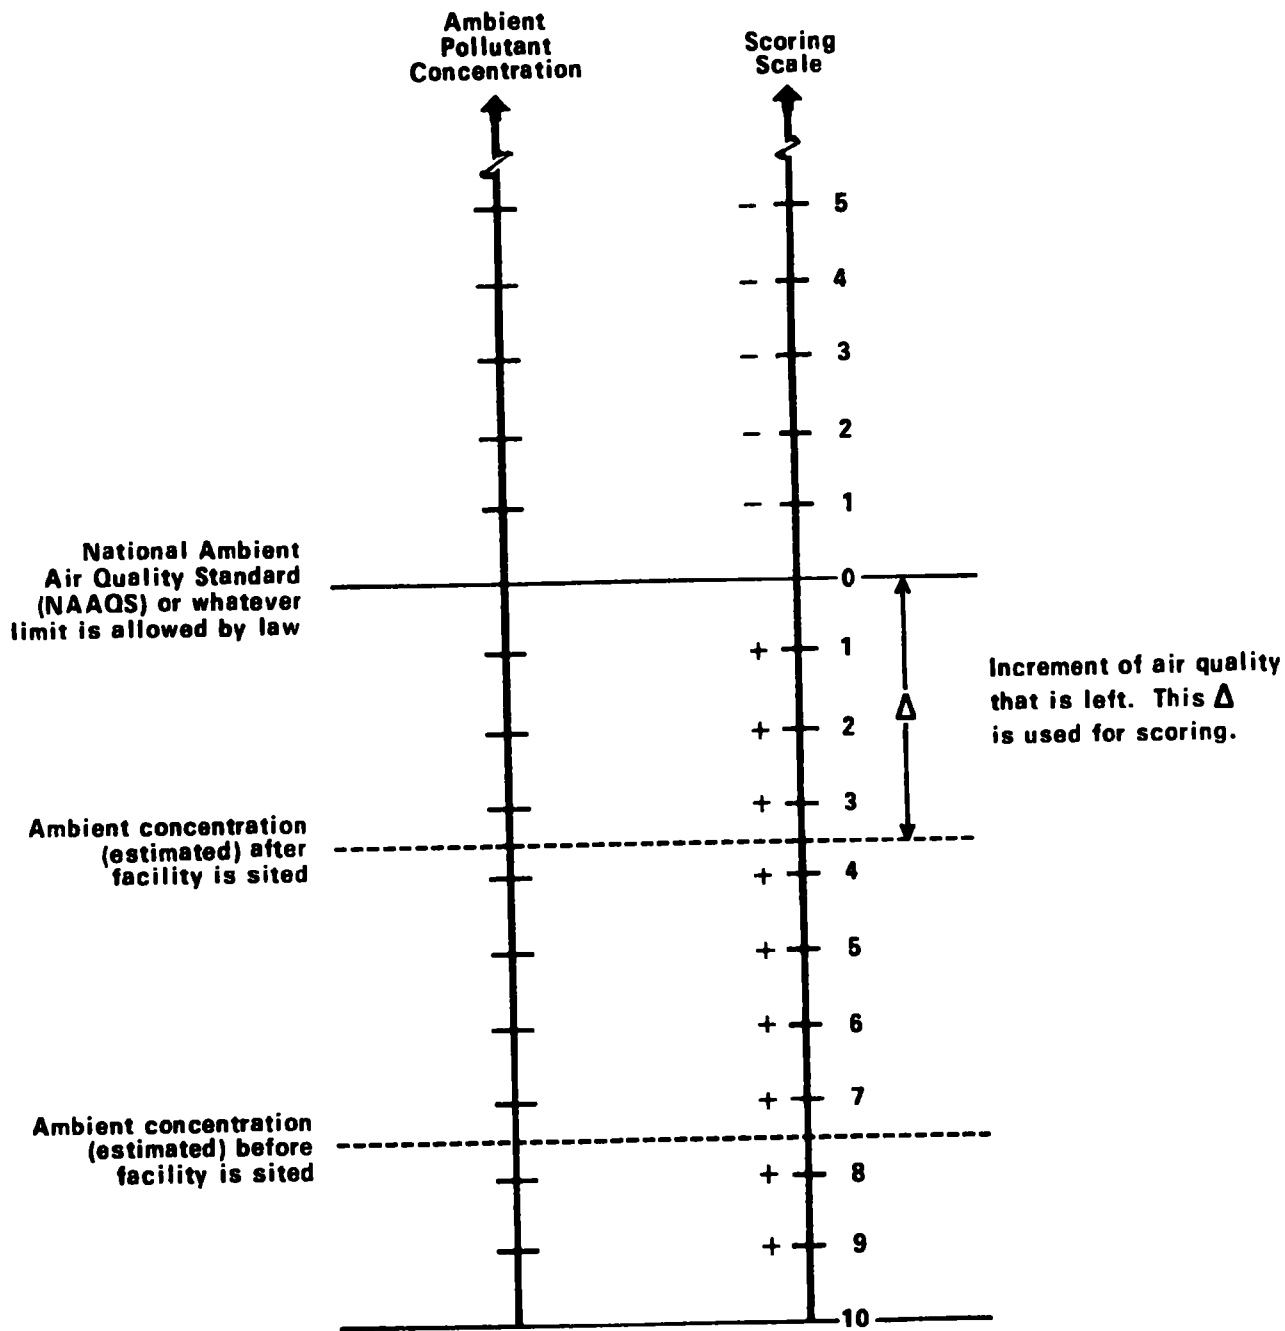 Ambient
Pollutant
Concentration
Scoring
Scale
− 5
− 4
− 3
− 2
− 1
National Ambient
Air Quality Standard
(NAAQS) or whatever
limit is allowed by law
0
+ 1
+ 2
+ 3
Increment of air quality
that is left. This Δ
is used for scoring.
Δ
Ambient concentration
(estimated) after
facility is sited
+ 4
+ 5
+ 6
+ 7
Ambient concentration
(estimated) before
facility is sited
+ 8
+ 9
10